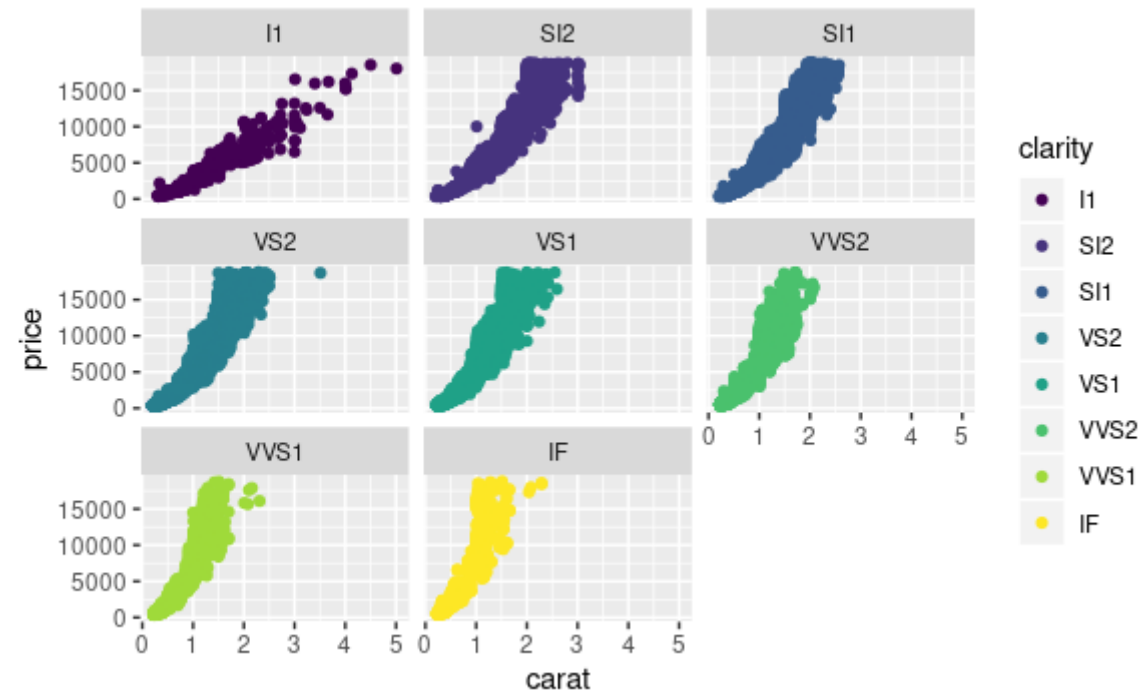 I1 SI2 SI1
15000
10000
5000
0
VS2 VS1 VVS2
15000
10000
5000
0
0 1 2 3 4 5
VVS1 IF
15000
10000
5000
0
0 1 2 3 4 5 0 1 2 3 4 5
price
carat
clarity
I1
SI2
SI1
VS2
VS1
VVS2
VVS1
IF